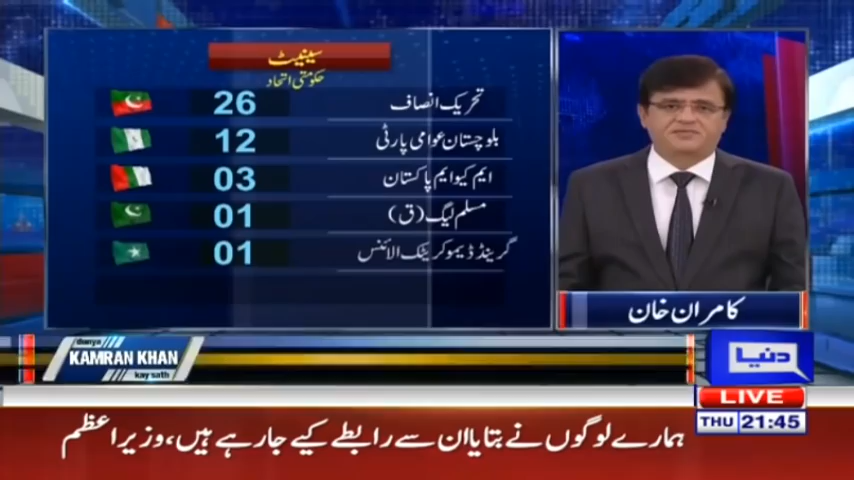 سینیٹ
حکومتی اتحاد
تحریک انصاف 26
بلوچستان عوامی پارٹی 12
ایم کیو ایم پاکستان 03
مسلم لیگ (ق) 01
گرینڈ ڈیموکریٹک الائنس 01
کامران خان
dunya
KAMRAN KHAN
kay sath
دنیا
LIVE
THU 21:45
ہمارے لوگوں نے بتایا ان سے رابطے کیے جا رہے ہیں، وزیراعظم